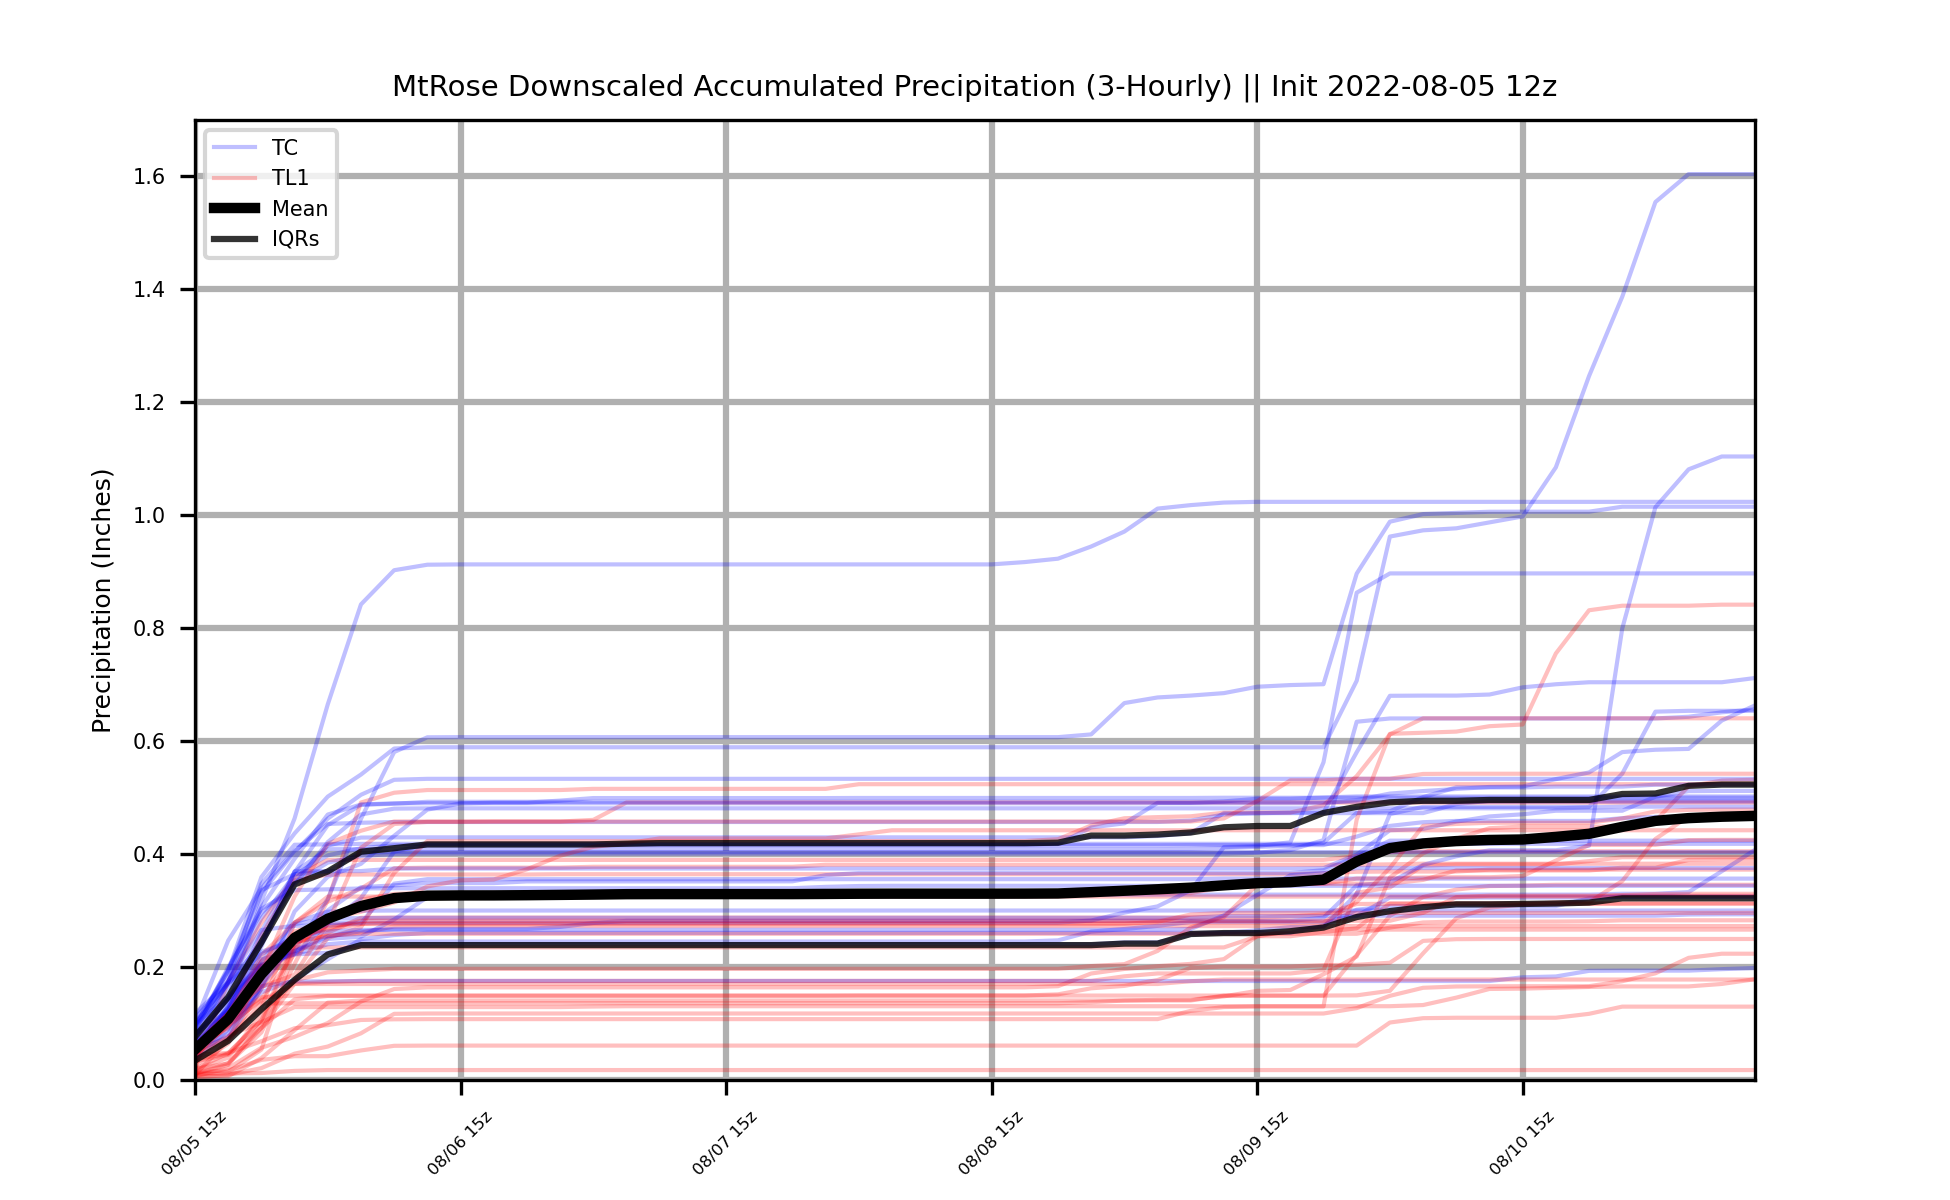 MtRose Downscaled Accumulated Precipitation (3-Hourly) || Init 2022-08-05 12z
TC
TL1
Mean
IQRs
Precipitation (Inches)
1.6
1.4
1.2
1.0
0.8
0.6
0.4
0.2
0.0
08/05 15z
08/06 15z
08/07 15z
08/08 15z
08/09 15z
08/10 15z